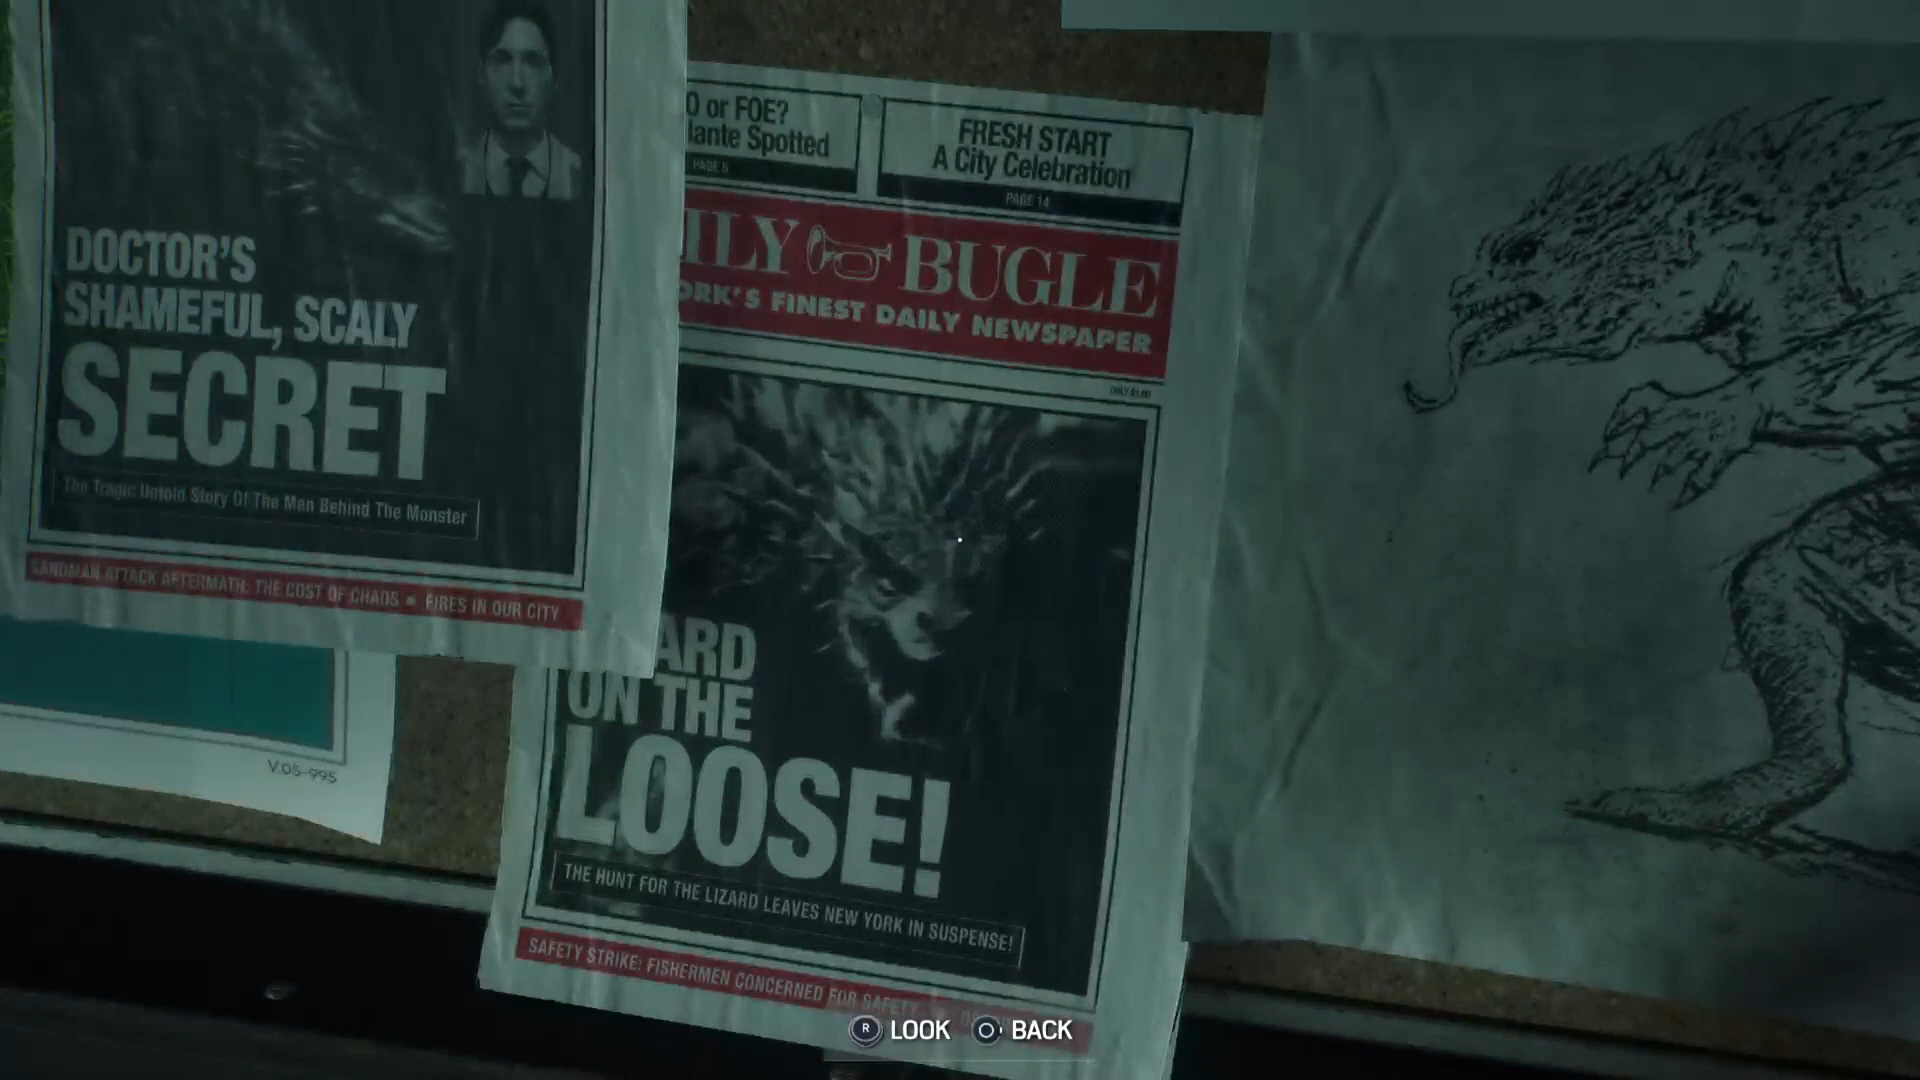 DOCTOR'S
SHAMEFUL, SCALY
SECRET
The Tragic Untold Story Of The Man Behind The Monster
SANDMAN ATTACK AFTERMATH: THE COST OF CHAOS • FIRES IN OUR CITY
V.05-995
O or FOE?
lante Spotted
PAGE 5
FRESH START
A City Celebration
PAGE 14
ILY BUGLE
ORK'S FINEST DAILY NEWSPAPER
ONLY $1.00
ARD
ON THE
LOOSE!
THE HUNT FOR THE LIZARD LEAVES NEW YORK IN SUSPENSE!
SAFETY STRIKE: FISHERMEN CONCERNED FOR SAFETY
R LOOK BACK